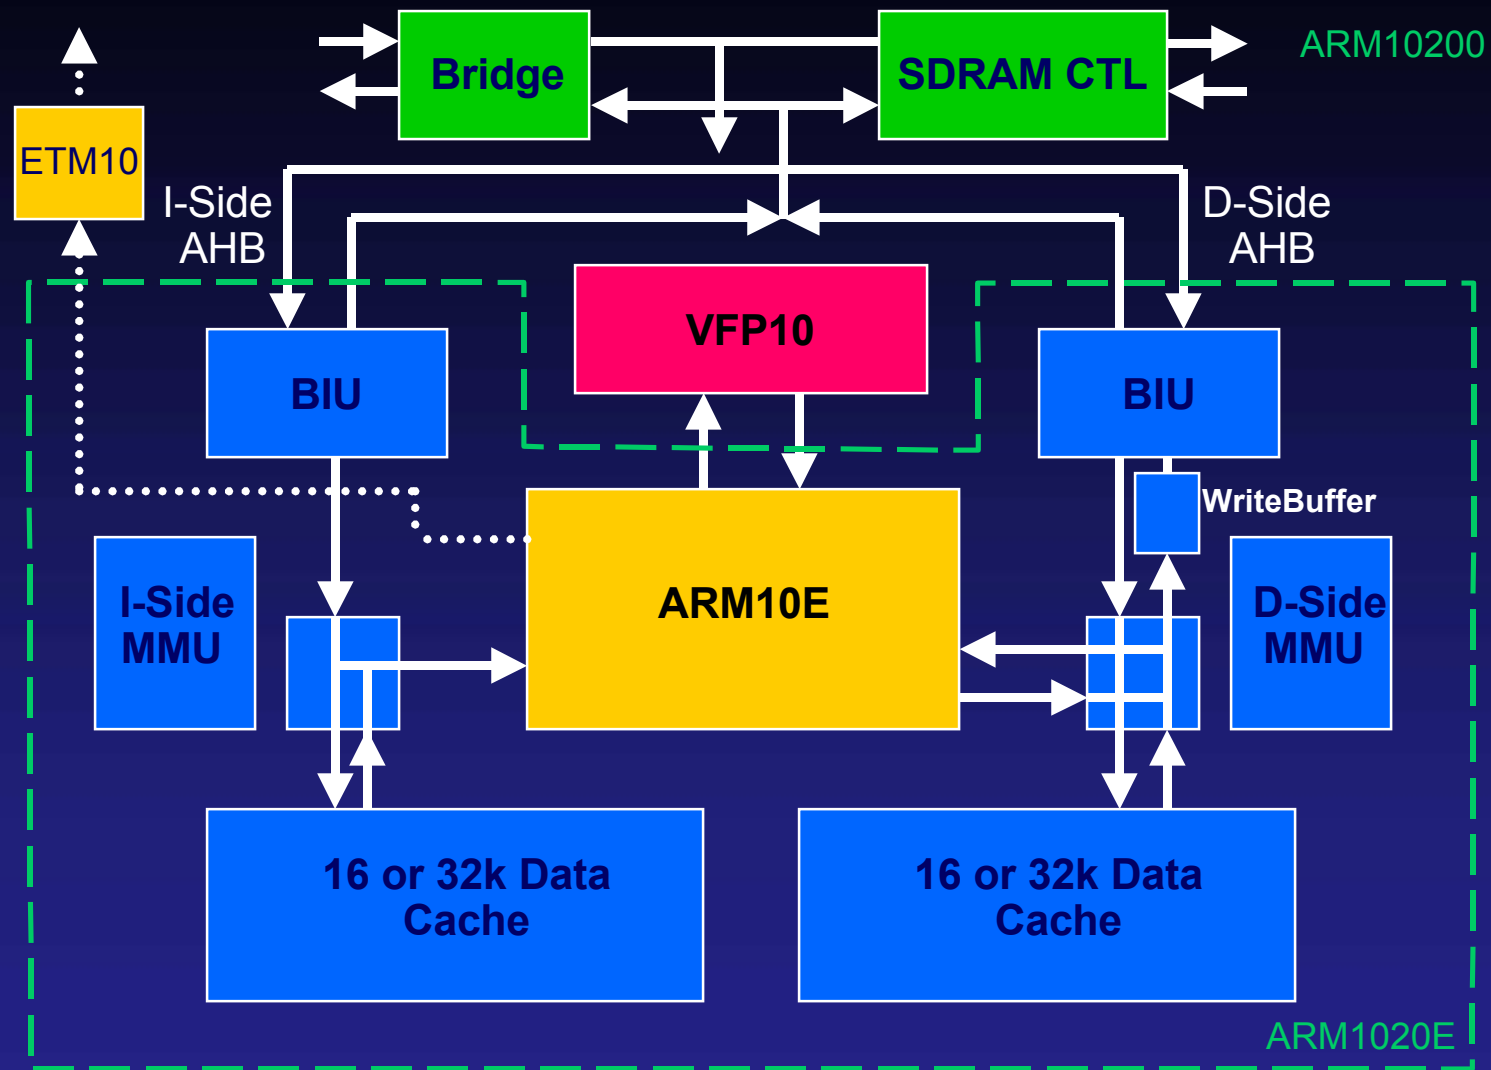 ARM10200
Bridge
SDRAM CTL
ETM10
I-Side
AHB
D-Side
AHB
VFP10
BIU
BIU
WriteBuffer
I-Side
MMU
ARM10E
D-Side
MMU
16 or 32k Data
Cache
16 or 32k Data
Cache
ARM1020E